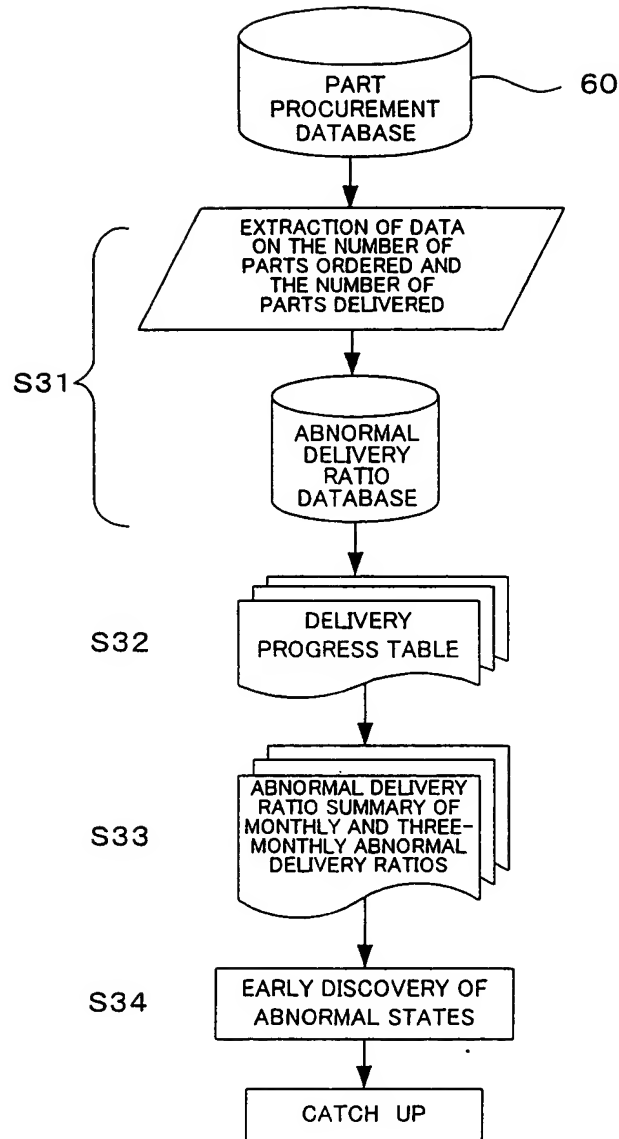 PART
PROCUREMENT
DATABASE
60
EXTRACTION OF DATA
ON THE NUMBER OF
PARTS ORDERED AND
THE NUMBER OF
PARTS DELIVERED
S31
ABNORMAL
DELIVERY
RATIO
DATABASE
S32
DELIVERY
PROGRESS TABLE
S33
ABNORMAL DELIVERY
RATIO SUMMARY OF
MONTHLY AND THREE-
MONTHLY ABNORMAL
DELIVERY RATIOS
S34
EARLY DISCOVERY OF
ABNORMAL STATES
CATCH UP